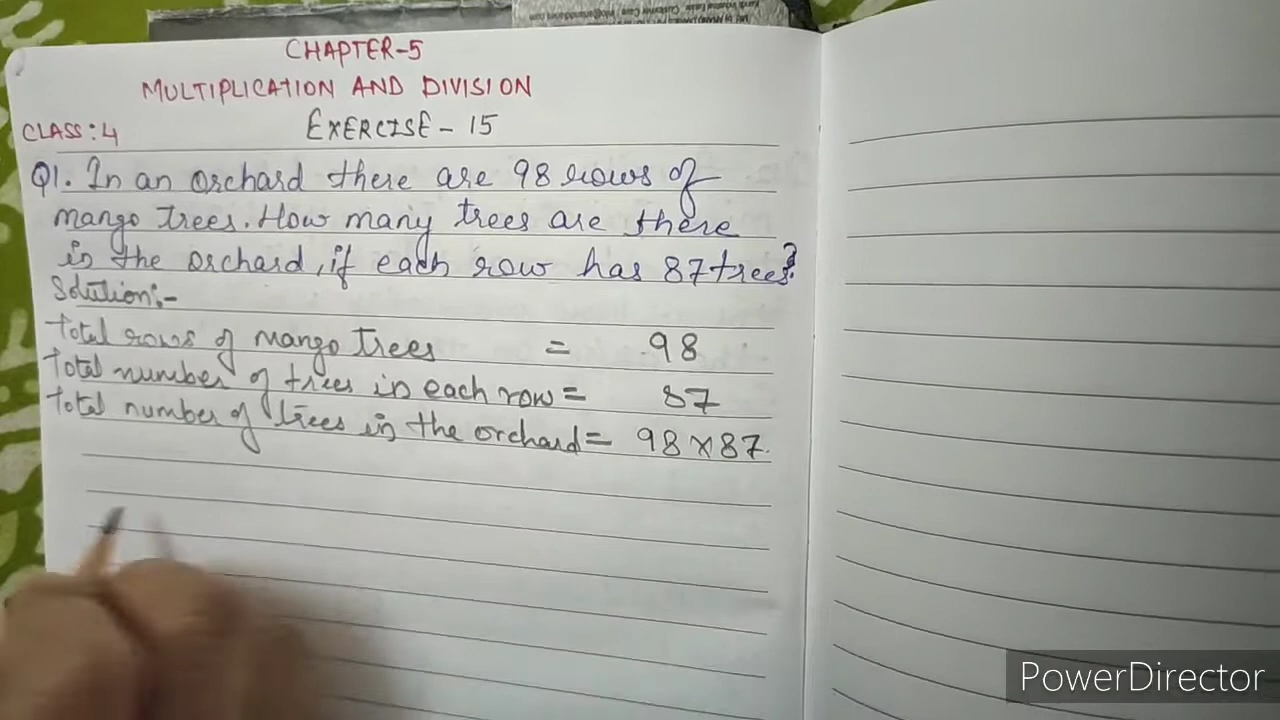 CHAPTER-5
MULTIPLICATION AND DIVISION
CLASS:4
EXERCISE-15
Q1. In an orchard there are 98 rows of
mango trees. How many trees are there
in the orchard, if each row has 87 trees?
Solution:-
Total rows of mango trees = 98
Total number of trees in each row = 87
Total number of trees in the orchard = 98×87.
PowerDirector